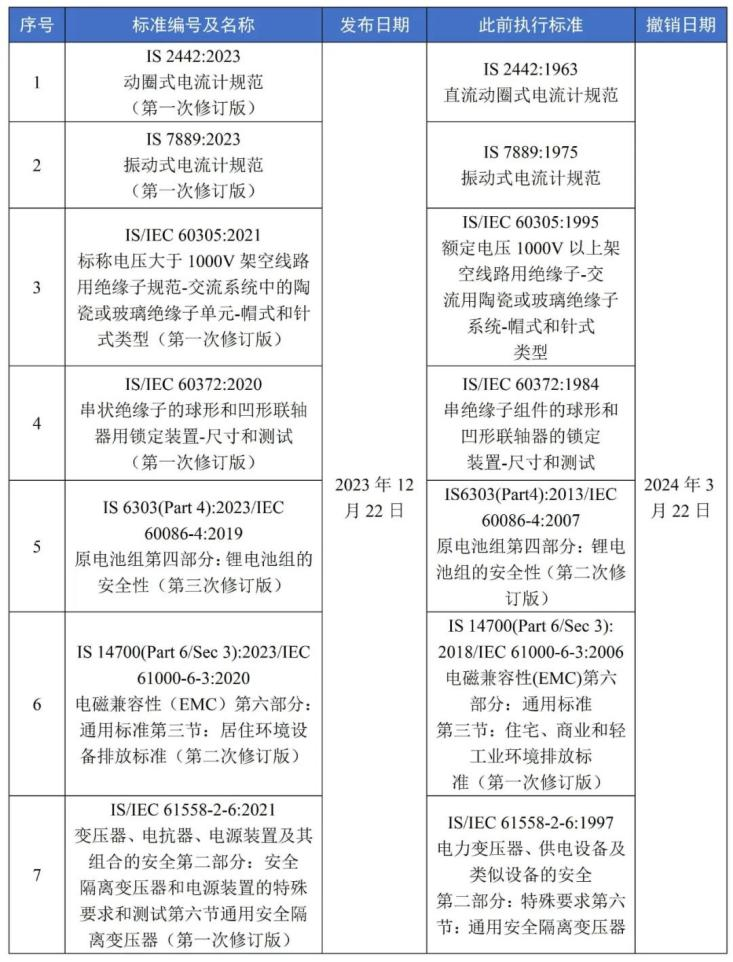 序号
标准编号及名称
发布日期
此前执行标准
撤销日期
1
IS 2442:2023
动圈式电流计规范
（第一次修订版）
IS 2442:1963
直流动圈式电流计规范
2
IS 7889:2023
振动式电流计规范
（第一次修订版）
IS 7889:1975
振动式电流计规范
3
IS/IEC 60305:2021
标称电压大于 1000V 架空线路
用绝缘子规范-交流系统中的陶
瓷或玻璃绝缘子单元-帽式和针
式类型（第一次修订版）
IS/IEC 60305:1995
额定电压 1000V 以上架
空线路用绝缘子-交
流用陶瓷或玻璃绝缘子
系统-帽式和针式
类型
4
IS/IEC 60372:2020
串状绝缘子的球形和凹形联轴
器用锁定装置-尺寸和测试
（第一次修订版）
IS/IEC 60372:1984
串绝缘子组件的球形和
凹形联轴器的锁定
装置-尺寸和测试
2023 年 12
月 22 日
2024 年 3
月 22 日
5
IS 6303(Part 4):2023/IEC
60086-4:2019
原电池组第四部分：锂电池组的
安全性（第三次修订版）
IS6303(Part4):2013/IEC
60086-4:2007
原电池组第四部分：锂电
池组的安全性（第二次修
订版）
6
IS 14700(Part 6/Sec 3):2023/IEC
61000-6-3:2020
电磁兼容性（EMC）第六部分：
通用标准第三节：居住环境设
备排放标准（第二次修订版）
IS 14700(Part 6/Sec 3):
2018/IEC 61000-6-3:2006
电磁兼容性(EMC)第六
部分：通用标准
第三节：住宅、商业和轻
工业环境排放标
准（第一次修订版）
7
IS/IEC 61558-2-6:2021
变压器、电抗器、电源装置及其
组合的安全第二部分：安全
隔离变压器和电源装置的特殊
要求和测试第六节通用安全隔
离变压器（第一次修订版）
IS/IEC 61558-2-6:1997
电力变压器、供电设备及
类似设备的安全
第二部分：特殊要求第六
节：通用安全隔离变压器